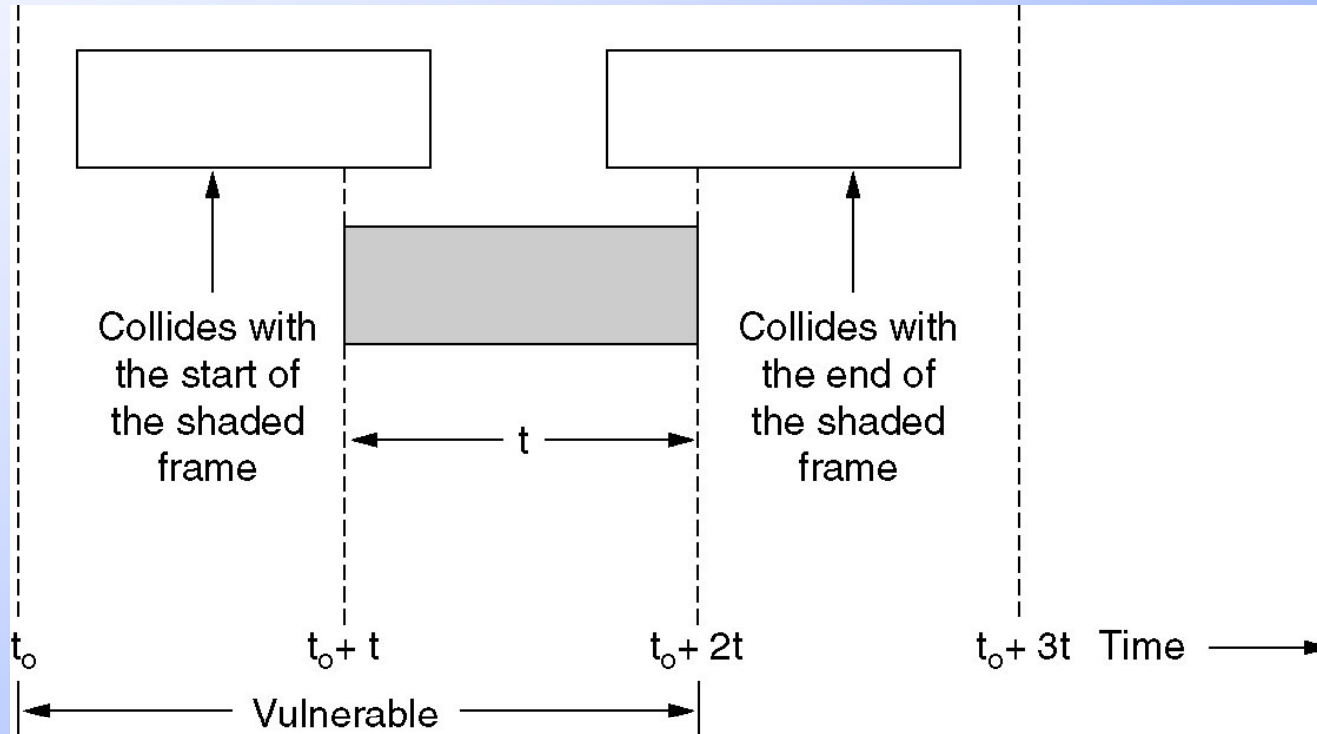 Collides with
the start of
the shaded
frame
Collides with
the end of
the shaded
frame
t
to
to+ t
to+ 2t
to+ 3t
Time
Vulnerable